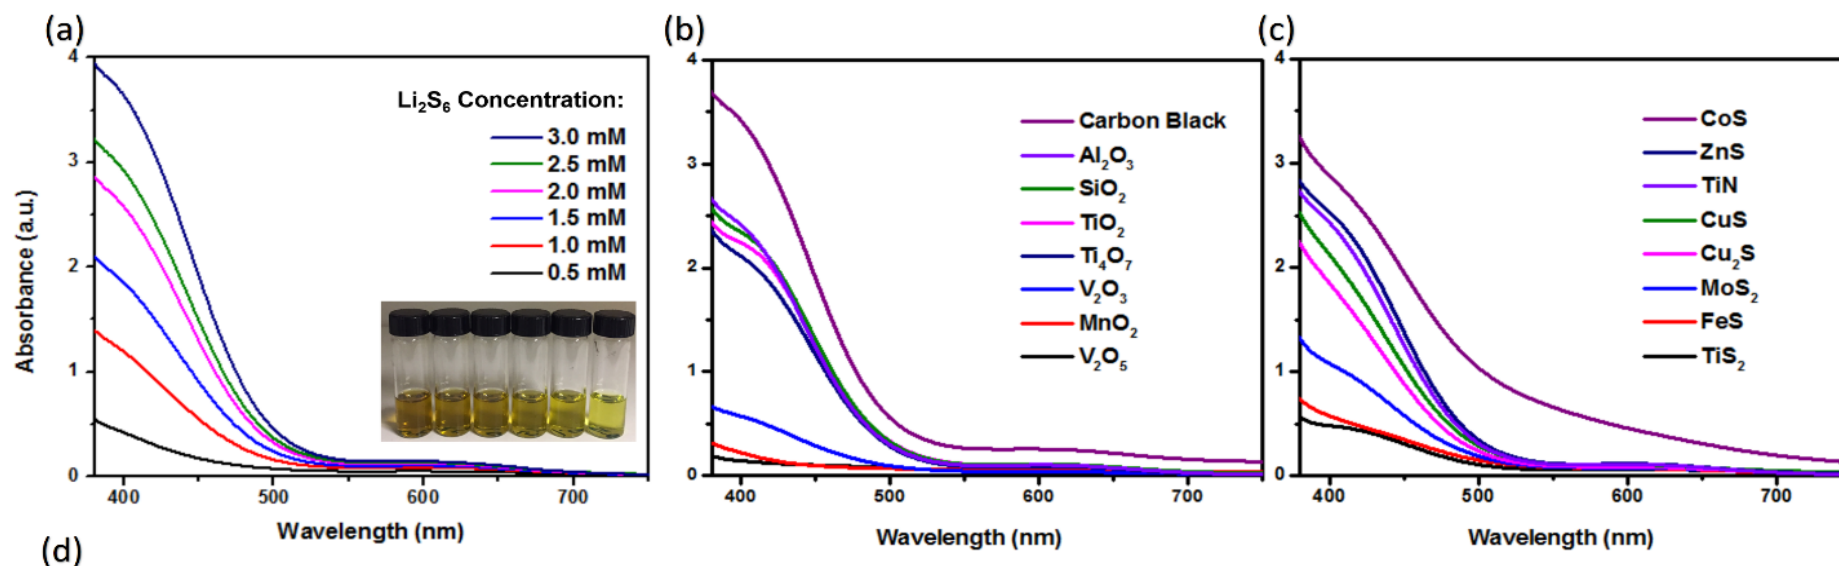 (a)
4
3
2
1
0
Absorbance (a.u.)
Li₂S₆ Concentration:
3.0 mM
2.5 mM
2.0 mM
1.5 mM
1.0 mM
0.5 mM
400 500 600 700
Wavelength (nm)
(b)
4
3
2
1
0
Carbon Black
Al₂O₃
SiO₂
TiO₂
Ti₄O₇
V₂O₃
MnO₂
V₂O₅
400 500 600 700
Wavelength (nm)
(c)
4
3
2
1
0
CoS
ZnS
TiN
CuS
Cu₂S
MoS₂
FeS
TiS₂
400 500 600 700
Wavelength (nm)
(d)